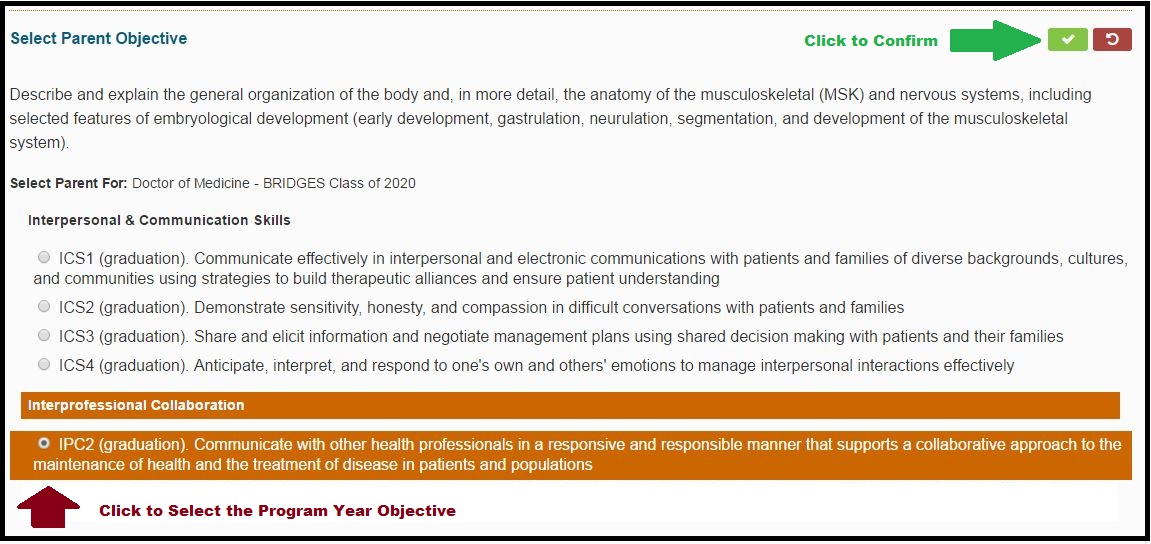 Select Parent Objective
Click to Confirm
Describe and explain the general organization of the body and, in more detail, the anatomy of the musculoskeletal (MSK) and nervous systems, including
selected features of embryological development (early development, gastrulation, neurulation, segmentation, and development of the musculoskeletal
system).
Select Parent For: Doctor of Medicine - BRIDGES Class of 2020
Interpersonal & Communication Skills
ICS1 (graduation). Communicate effectively in interpersonal and electronic communications with patients and families of diverse backgrounds, cultures,
and communities using strategies to build therapeutic alliances and ensure patient understanding
ICS2 (graduation). Demonstrate sensitivity, honesty, and compassion in difficult conversations with patients and families
ICS3 (graduation). Share and elicit information and negotiate management plans using shared decision making with patients and their families
ICS4 (graduation). Anticipate, interpret, and respond to one's own and others' emotions to manage interpersonal interactions effectively
Interprofessional Collaboration
IPC2 (graduation). Communicate with other health professionals in a responsive and responsible manner that supports a collaborative approach to the
maintenance of health and the treatment of disease in patients and populations
Click to Select the Program Year Objective